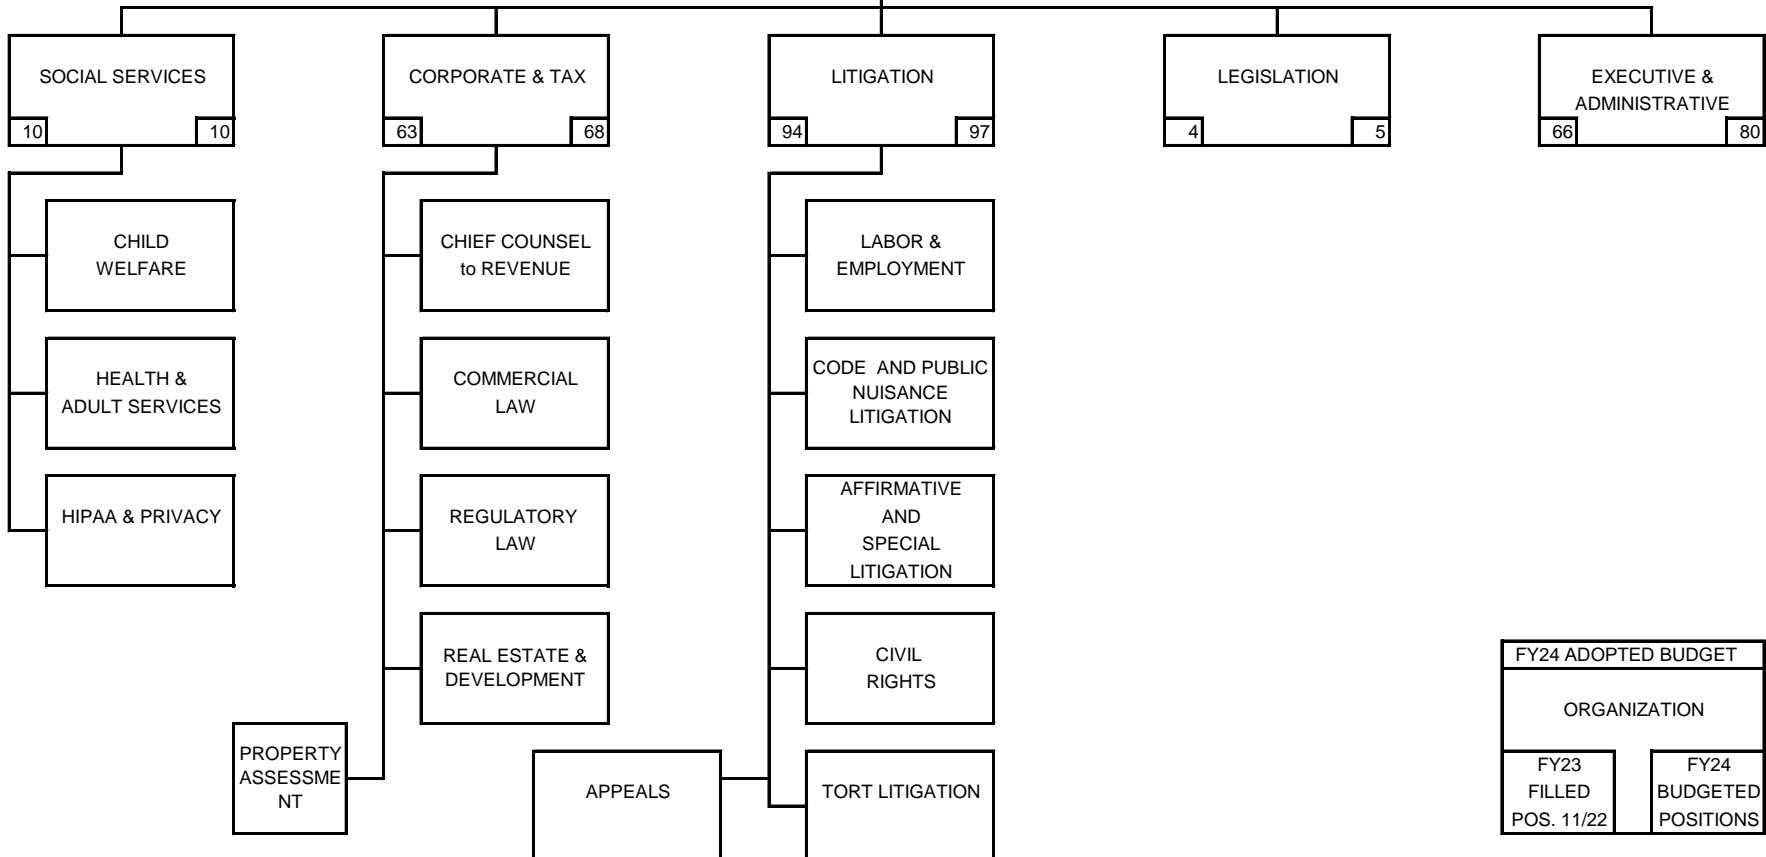 SOCIAL SERVICES
10
10
CORPORATE & TAX
63
68
LITIGATION
94
97
LEGISLATION
4
5
EXECUTIVE &
ADMINISTRATIVE
66
80
CHILD
WELFARE
HEALTH &
ADULT SERVICES
HIPAA & PRIVACY
CHIEF COUNSEL
to REVENUE
COMMERCIAL
LAW
REGULATORY
LAW
REAL ESTATE &
DEVELOPMENT
PROPERTY
ASSESSME
NT
LABOR &
EMPLOYMENT
CODE AND PUBLIC
NUISANCE
LITIGATION
AFFIRMATIVE
AND
SPECIAL
LITIGATION
CIVIL
RIGHTS
APPEALS
TORT LITIGATION
FY24 ADOPTED BUDGET
ORGANIZATION
FY23
FILLED
POS. 11/22
FY24
BUDGETED
POSITIONS